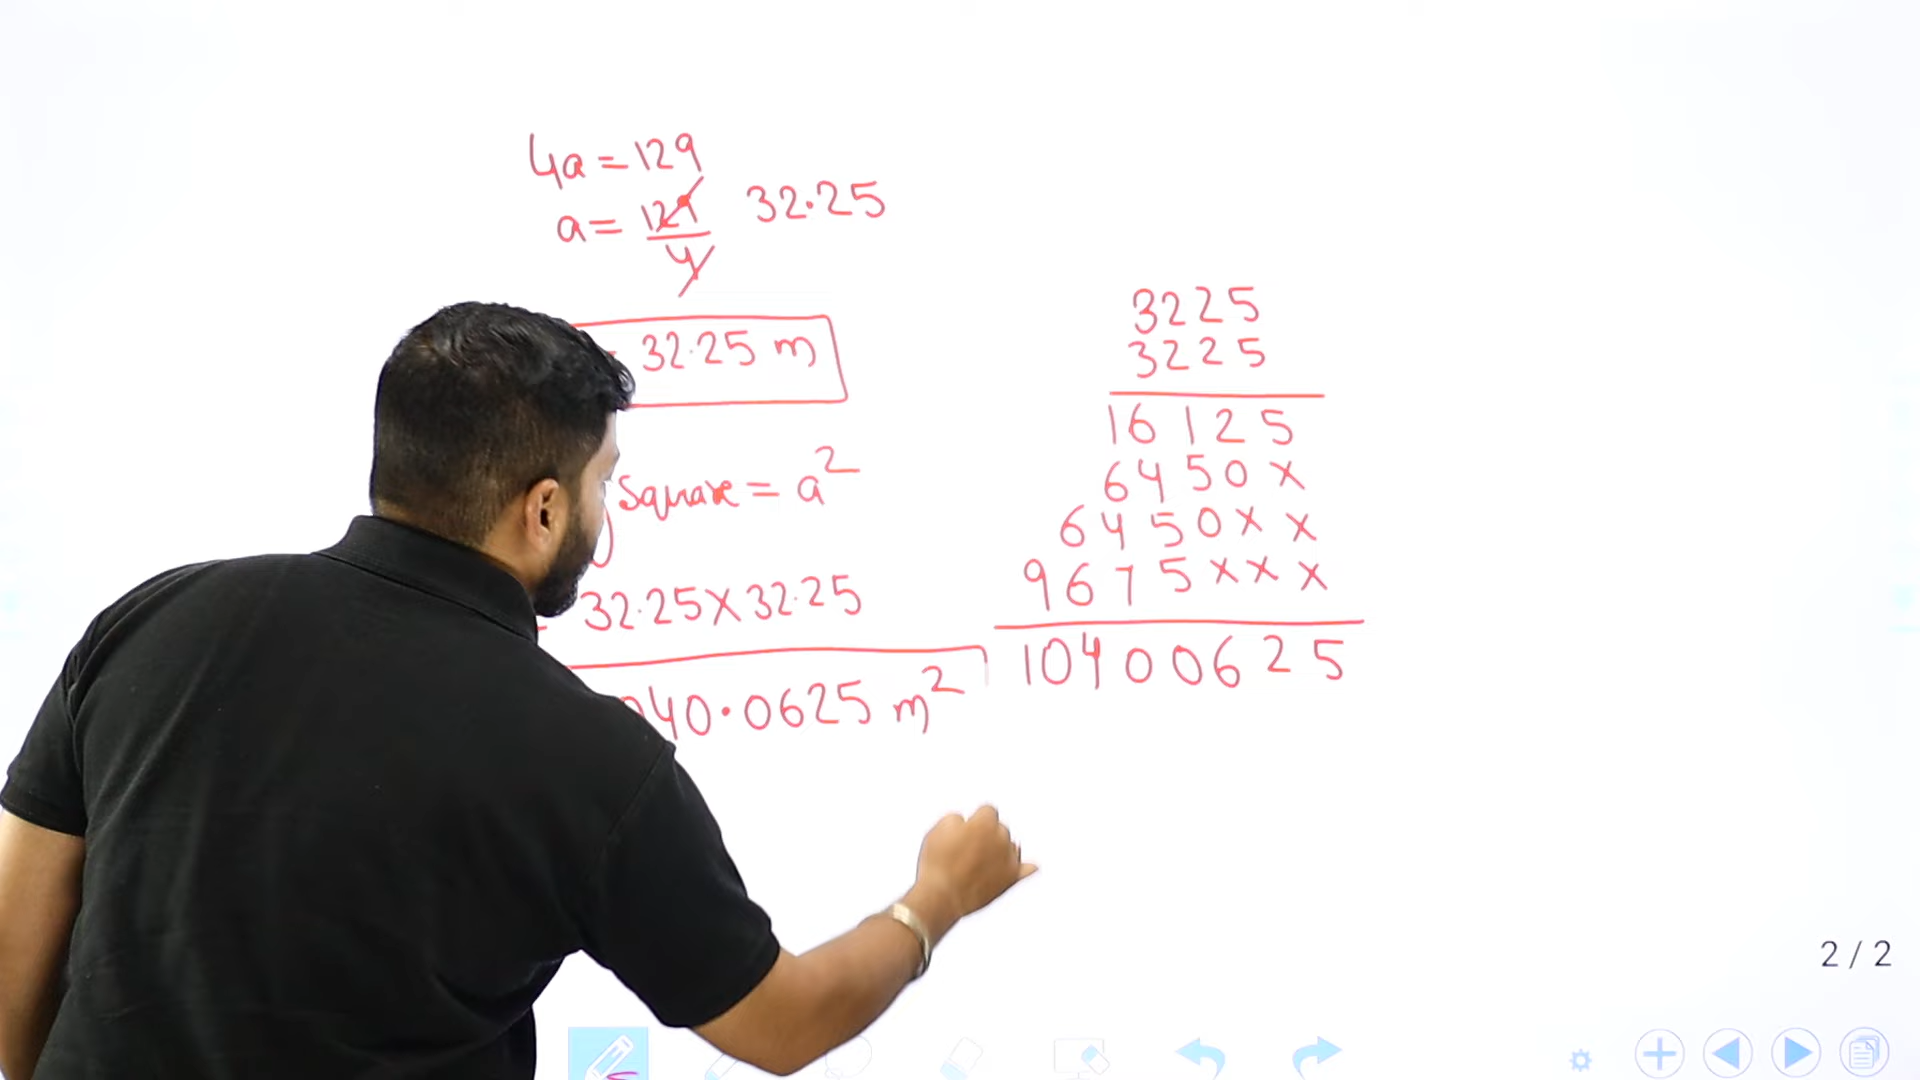 4a = 129
a = 129/4 32.25
32.25 m
square = a²
32.25 X 32.25
040.0625 m²
3225
3225
16125
6450 x
6450 x x
9675 x x x
10400625
2 / 2